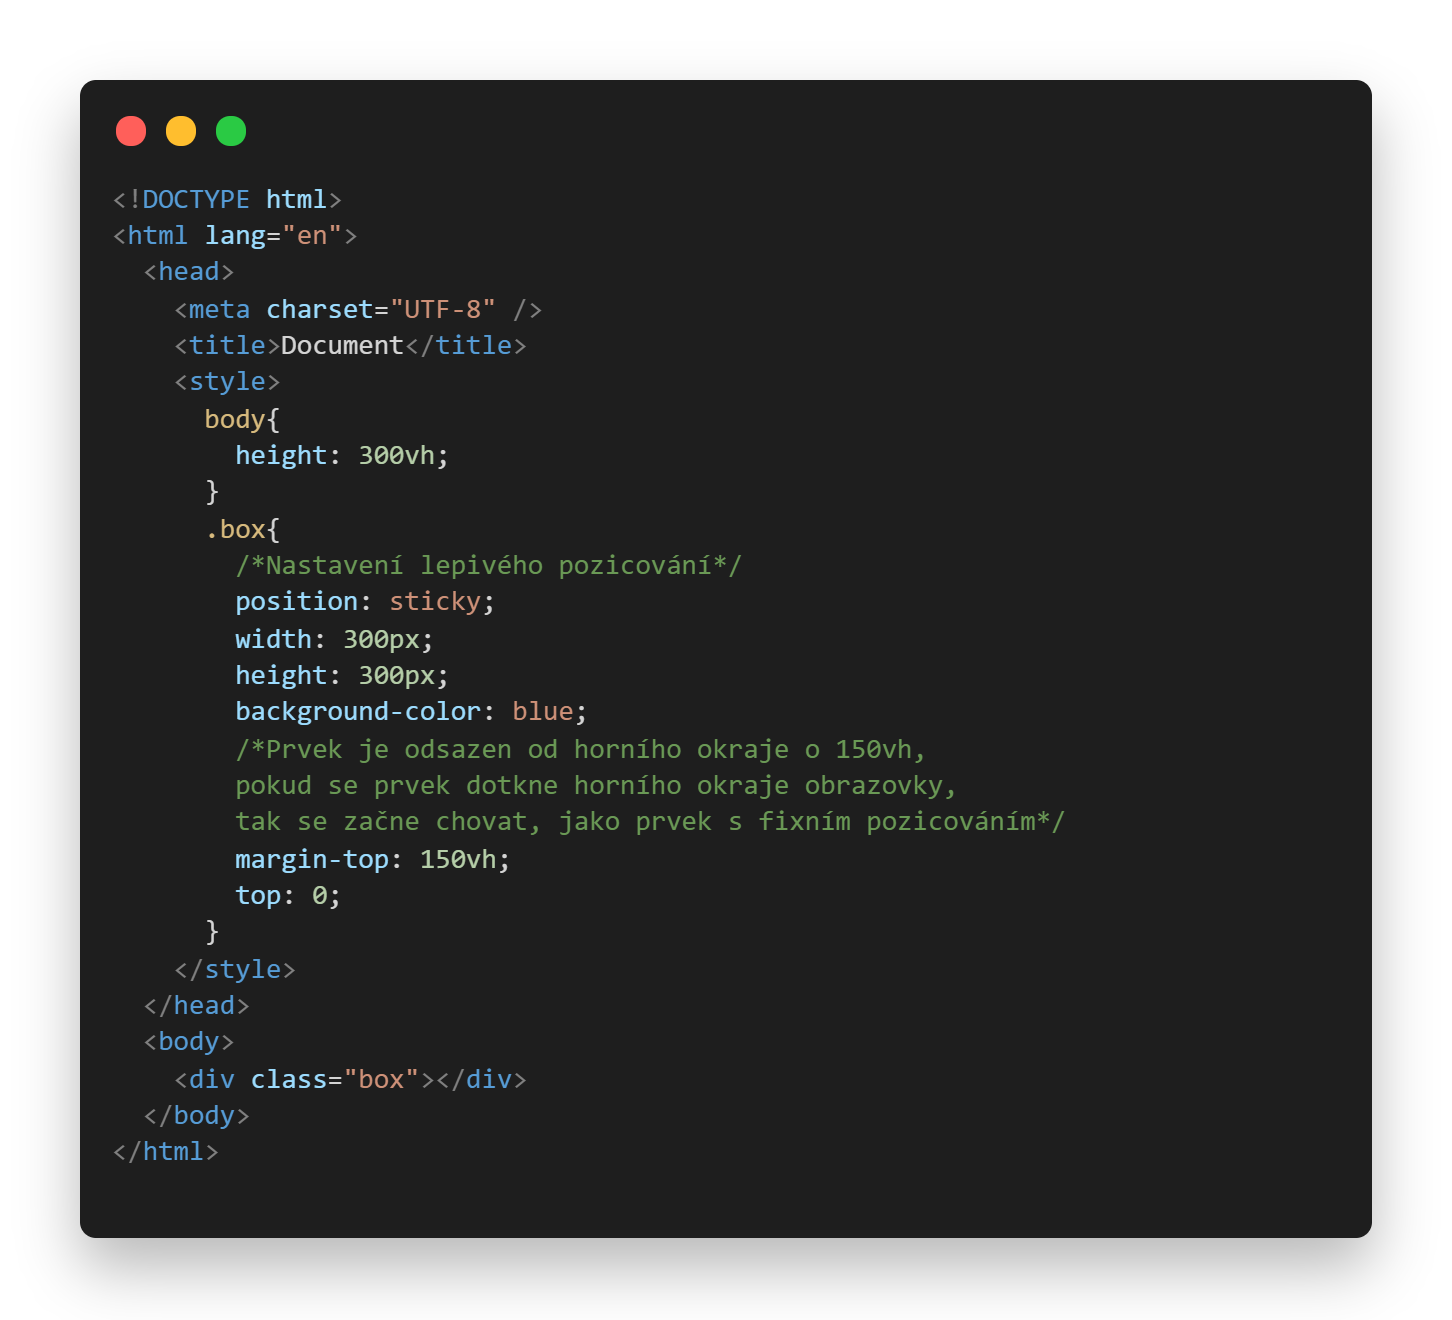 <!DOCTYPE html>
<html lang="en">
  <head>
    <meta charset="UTF-8" />
    <title>Document</title>
    <style>
      body{
        height: 300vh;
      }
      .box{
        /*Nastavení lepivého pozicování*/
        position: sticky;
        width: 300px;
        height: 300px;
        background-color: blue;
        /*Prvek je odsazen od horního okraje o 150vh,
        pokud se prvek dotkne horního okraje obrazovky,
        tak se začne chovat, jako prvek s fixním pozicováním*/
        margin-top: 150vh;
        top: 0;
      }
    </style>
  </head>
  <body>
    <div class="box"></div>
  </body>
</html>